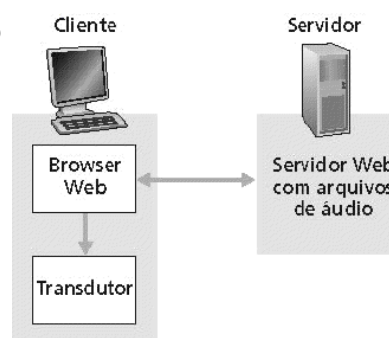 Cliente
Servidor
Browser
Web
Servidor Web
com arquivos
de áudio
Transdutor